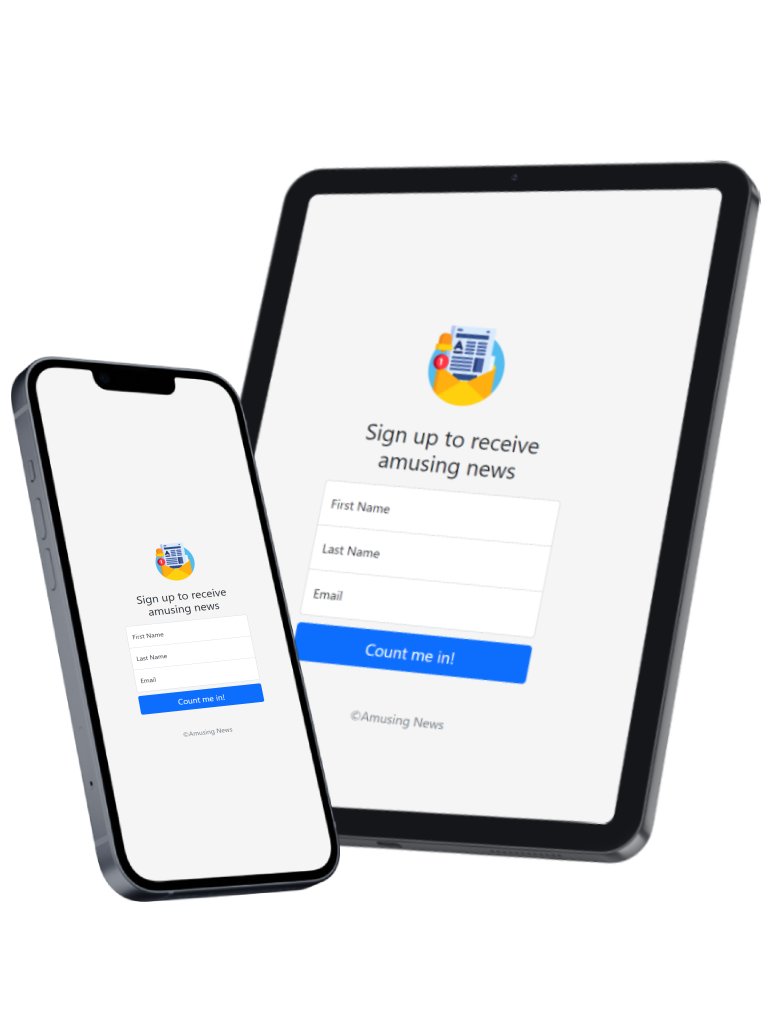 Sign up to receive
amusing news
First Name
Last Name
Email
Count me in!
©Amusing News
Sign up to receive
amusing news
First Name
Last Name
Email
Count me in!
©Amusing News